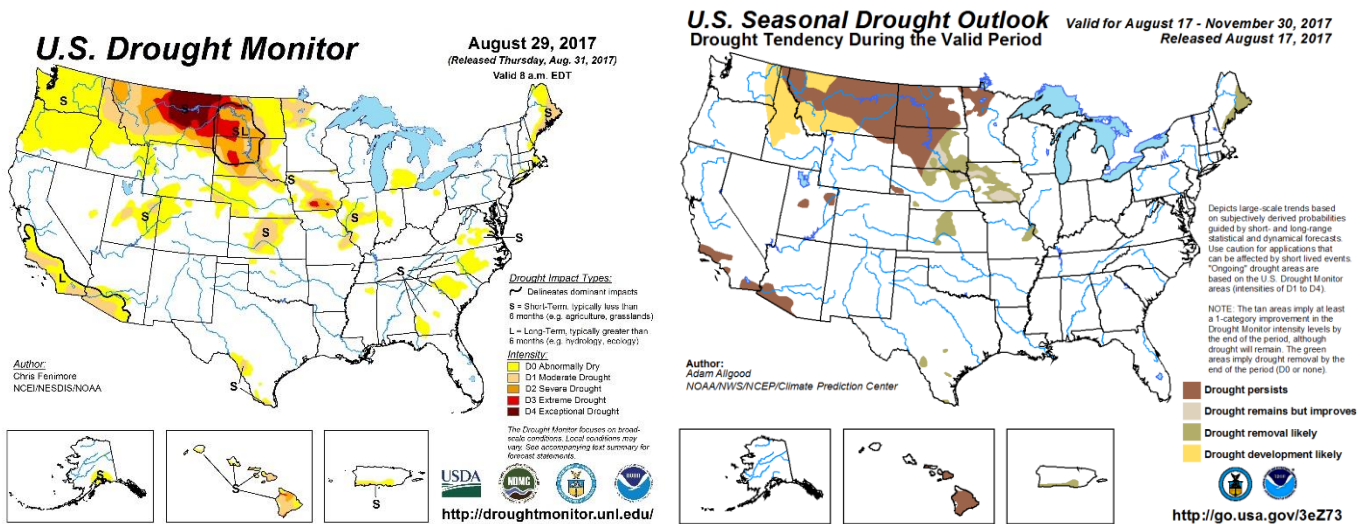 U.S. Drought Monitor
August 29, 2017
(Released Thursday, Aug. 31, 2017)
Valid 8 a.m. EDT
S
S L
S
S
S
S
S
S
L
S
S
S
S
S
Drought Impact Types:
Delineates dominant impacts
S = Short-Term, typically less than
6 months (e.g. agriculture, grasslands)
L = Long-Term, typically greater than
6 months (e.g. hydrology, ecology)
Intensity:
D0 Abnormally Dry
D1 Moderate Drought
D2 Severe Drought
D3 Extreme Drought
D4 Exceptional Drought
Author:
Chris Fenimore
NCEI/NESDIS/NOAA
The Drought Monitor focuses on broad-
scale conditions. Local conditions may
vary. See accompanying text summary for
forecast statements.
USDA
NDMC
http://droughtmonitor.unl.edu/
U.S. Seasonal Drought Outlook
Drought Tendency During the Valid Period
Valid for August 17 - November 30, 2017
Released August 17, 2017
Depicts large-scale trends based
on subjectively derived probabilities
guided by short- and long-range
statistical and dynamical forecasts.
Use caution for applications that
can be affected by short lived events.
"Ongoing" drought areas are
based on the U.S. Drought Monitor
areas (intensities of D1 to D4).
NOTE: The tan areas imply at least
a 1-category improvement in the
Drought Monitor intensity levels by
the end of the period, although
drought will remain. The green
areas imply drought removal by the
end of the period (D0 or none).
Author:
Adam Allgood
NOAA/NWS/NCEP/Climate Prediction Center
Drought persists
Drought remains but improves
Drought removal likely
Drought development likely
http://go.usa.gov/3eZ73